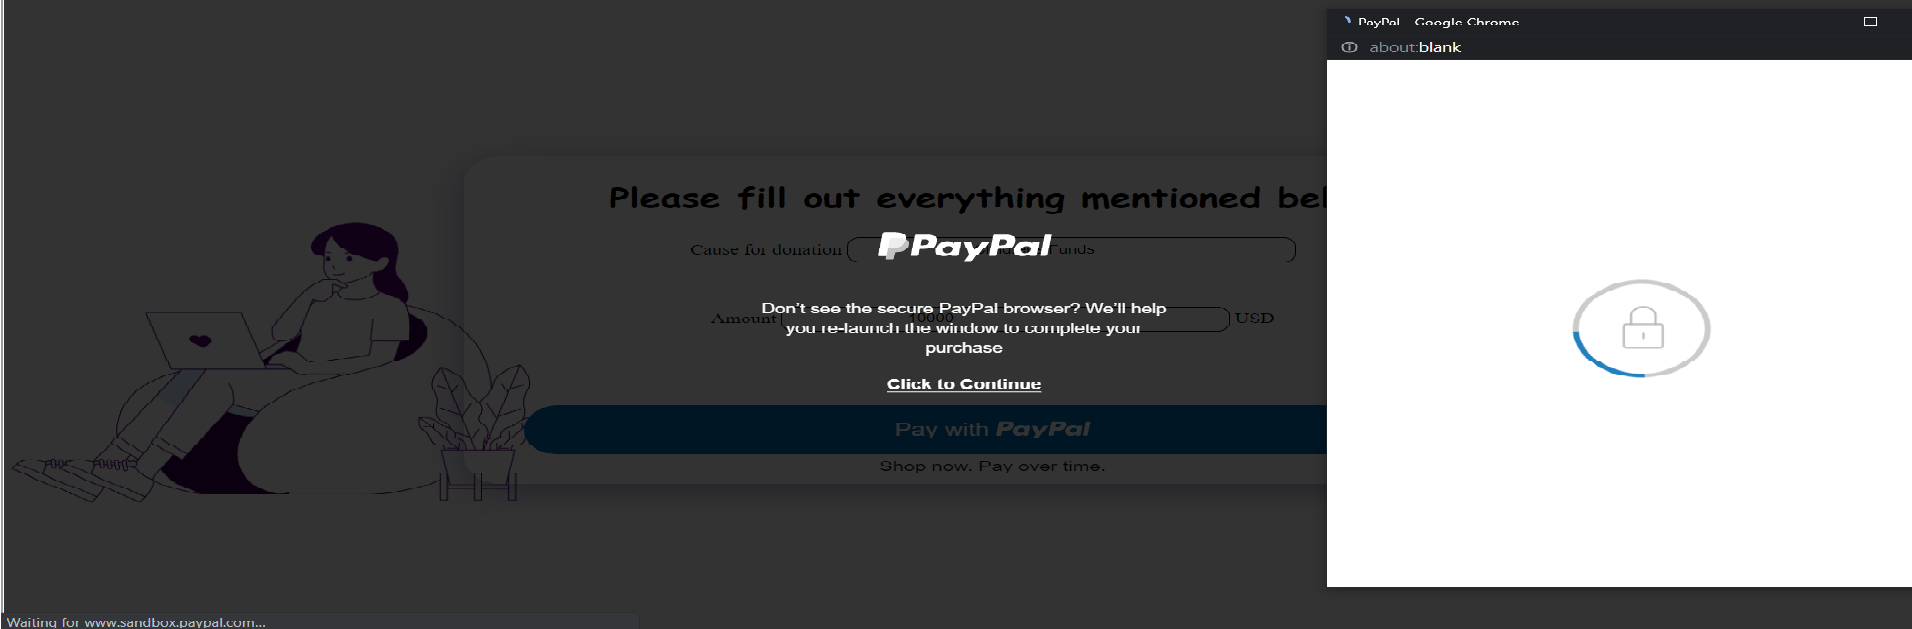 PayPal - Google Chrome
about:blank
Please fill out everything mentioned bel
PayPal
Cause for donation Funds
Don't see the secure PayPal browser? We'll help
Amount 10000 USD
you re-launch the window to complete your
purchase
Click to Continue
Pay with PayPal
Shop now. Pay over time.
Waiting for www.sandbox.paypal.com...